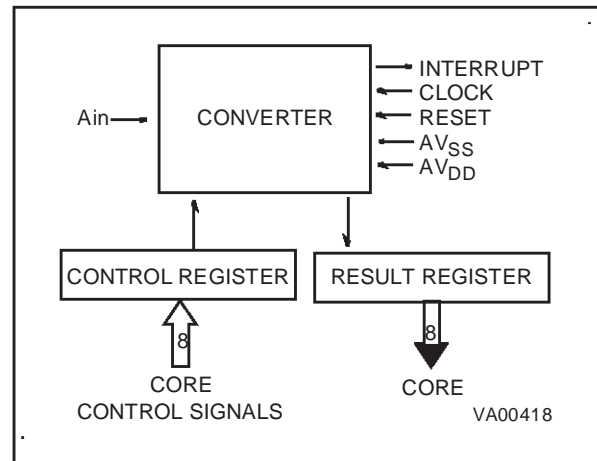 INTERRUPT
CLOCK
Ain
CONVERTER
RESET
AVSS
AVDD
CONTROL REGISTER
RESULT REGISTER
8
8
CORE
CONTROL SIGNALS
CORE
VA00418